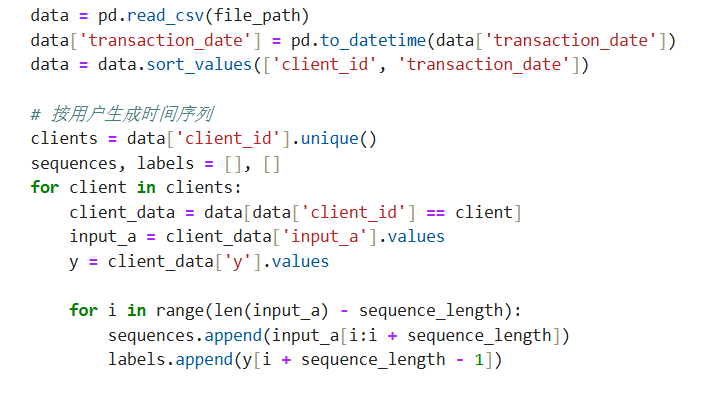 data = pd.read_csv(file_path)
data['transaction_date'] = pd.to_datetime(data['transaction_date'])
data = data.sort_values(['client_id', 'transaction_date'])

# 按用户生成时间序列
clients = data['client_id'].unique()
sequences, labels = [], []
for client in clients:
    client_data = data[data['client_id'] == client]
    input_a = client_data['input_a'].values
    y = client_data['y'].values

    for i in range(len(input_a) - sequence_length):
        sequences.append(input_a[i:i + sequence_length])
        labels.append(y[i + sequence_length - 1])